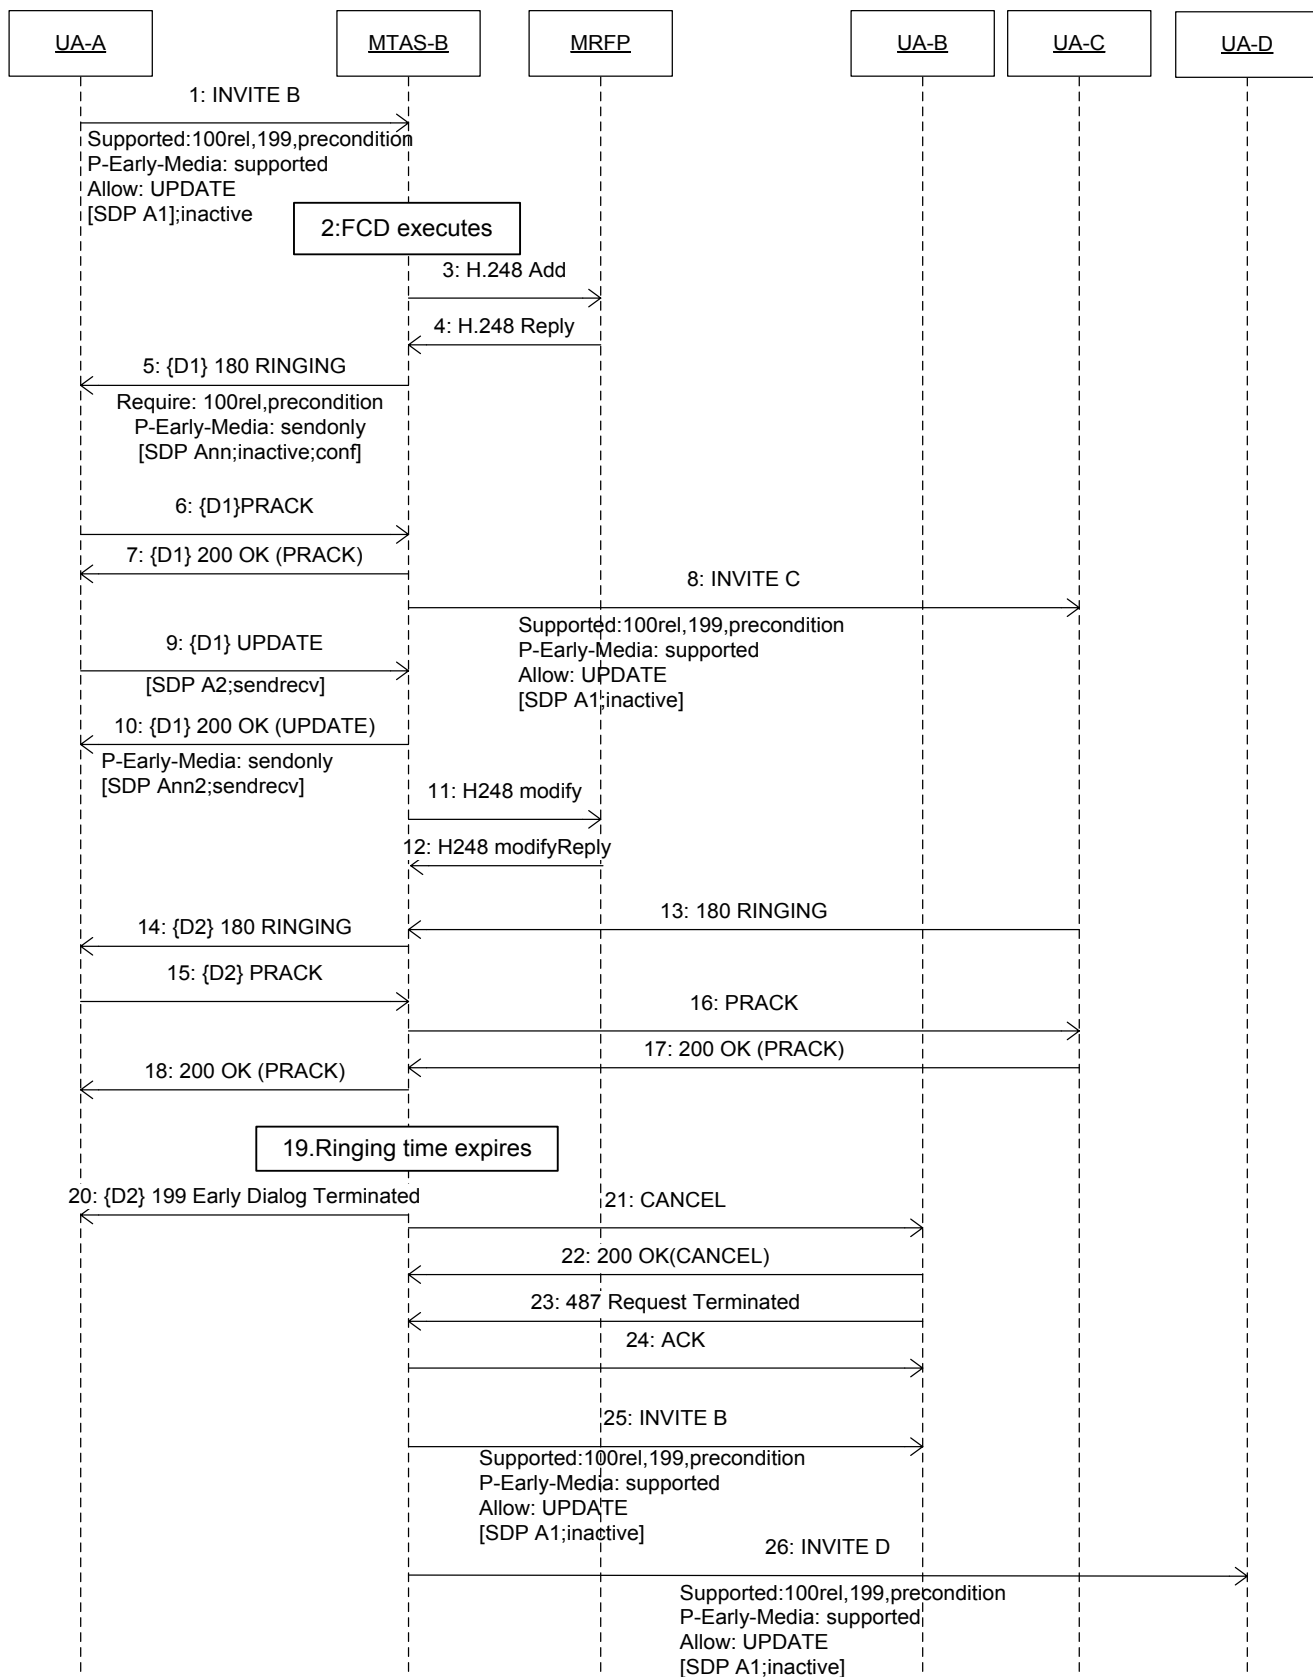 UA-A
MTAS-B
MRFP
UA-B
UA-C
UA-D
1: INVITE B
Supported:100rel,199,precondition
P-Early-Media: supported
Allow: UPDATE
[SDP A1];inactive
2:FCD executes
3: H.248 Add
4: H.248 Reply
5: {D1} 180 RINGING
Require: 100rel,precondition
P-Early-Media: sendonly
[SDP Ann;inactive;conf]
6: {D1}PRACK
7: {D1} 200 OK (PRACK)
8: INVITE C
Supported:100rel,199,precondition
P-Early-Media: supported
Allow: UPDATE
[SDP A1;inactive]
9: {D1} UPDATE
[SDP A2;sendrecv]
10: {D1} 200 OK (UPDATE)
P-Early-Media: sendonly
[SDP Ann2;sendrecv]
11: H248 modify
12: H248 modifyReply
13: 180 RINGING
14: {D2} 180 RINGING
15: {D2} PRACK
16: PRACK
17: 200 OK (PRACK)
18: 200 OK (PRACK)
19.Ringing time expires
20: {D2} 199 Early Dialog Terminated
21: CANCEL
22: 200 OK(CANCEL)
23: 487 Request Terminated
24: ACK
25: INVITE B
Supported:100rel,199,precondition
P-Early-Media: supported
Allow: UPDATE
[SDP A1;inactive]
26: INVITE D
Supported:100rel,199,precondition
P-Early-Media: supported
Allow: UPDATE
[SDP A1;inactive]